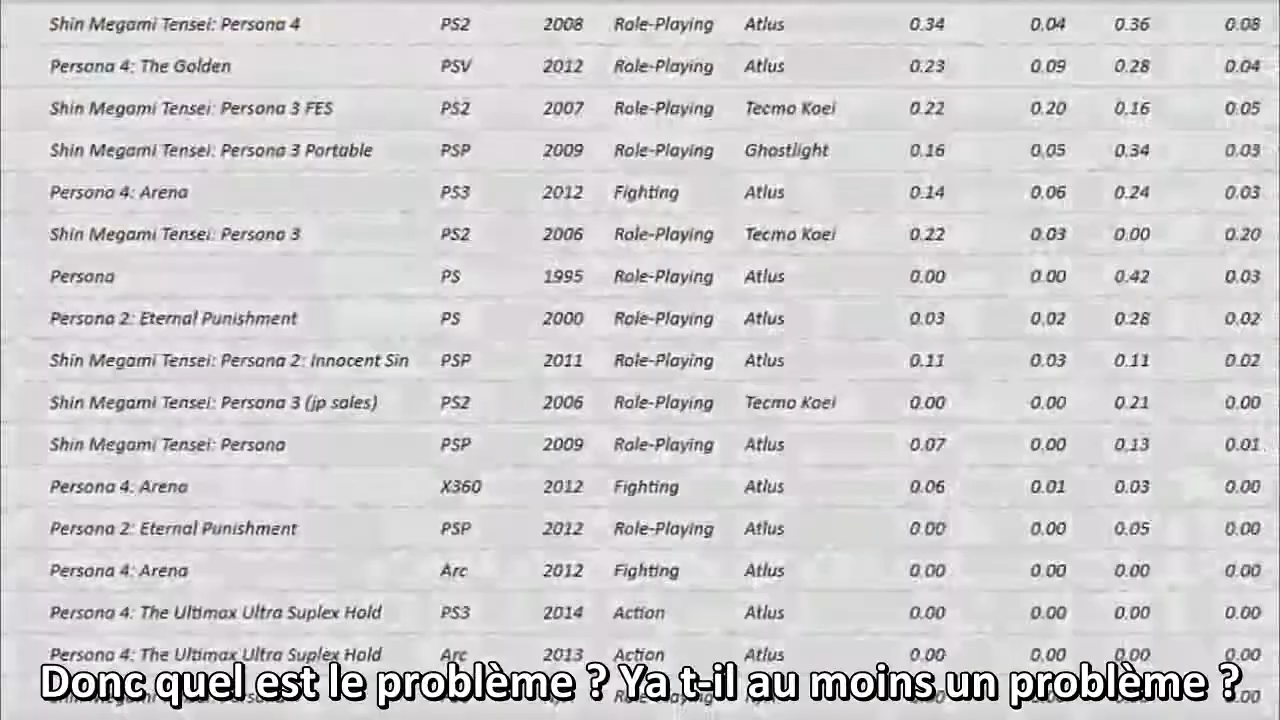 Shin Megami Tensei: Persona 4 PS2 2008 Role-Playing Atlus 0.34 0.04 0.36 0.08
Persona 4: The Golden PSV 2012 Role-Playing Atlus 0.23 0.09 0.28 0.04
Shin Megami Tensei: Persona 3 FES PS2 2007 Role-Playing Tecmo Koei 0.22 0.20 0.16 0.05
Shin Megami Tensei: Persona 3 Portable PSP 2009 Role-Playing Ghostlight 0.16 0.05 0.34 0.03
Persona 4: Arena PS3 2012 Fighting Atlus 0.14 0.06 0.24 0.03
Shin Megami Tensei: Persona 3 PS2 2006 Role-Playing Tecmo Koei 0.22 0.03 0.00 0.20
Persona PS 1995 Role-Playing Atlus 0.00 0.00 0.42 0.03
Persona 2: Eternal Punishment PS 2000 Role-Playing Atlus 0.03 0.02 0.28 0.02
Shin Megami Tensei: Persona 2: Innocent Sin PSP 2011 Role-Playing Atlus 0.11 0.03 0.11 0.02
Shin Megami Tensei: Persona 3 (jp sales) PS2 2006 Role-Playing Tecmo Koei 0.00 0.00 0.21 0.00
Shin Megami Tensei: Persona PSP 2009 Role-Playing Atlus 0.07 0.00 0.13 0.01
Persona 4: Arena X360 2012 Fighting Atlus 0.06 0.01 0.03 0.00
Persona 2: Eternal Punishment PSP 2012 Role-Playing Atlus 0.00 0.00 0.05 0.00
Persona 4: Arena Arc 2012 Fighting Atlus 0.00 0.00 0.00 0.00
Persona 4: The Ultimax Ultra Suplex Hold PS3 2014 Action Atlus 0.00 0.00 0.00 0.00
Persona 4: The Ultimax Ultra Suplex Hold Arc 2013 Action Atlus 0.00 0.00 0.00 0.00
Donc quel est le problème ? Ya t-il au moins un problème ?